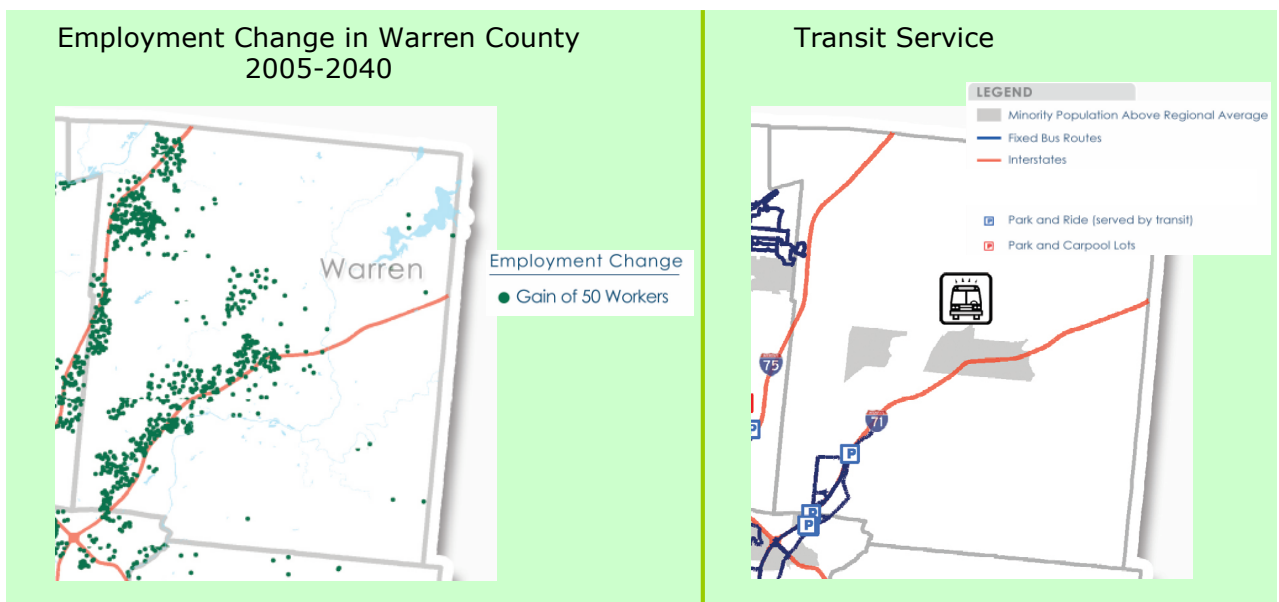 Employment Change in Warren County
2005-2040
Warren
Employment Change
Gain of 50 Workers
Transit Service
LEGEND
Minority Population Above Regional Average
Fixed Bus Routes
Interstates
Park and Ride (served by transit)
Park and Carpool Lots
75
71
P
P
P
P
P
P